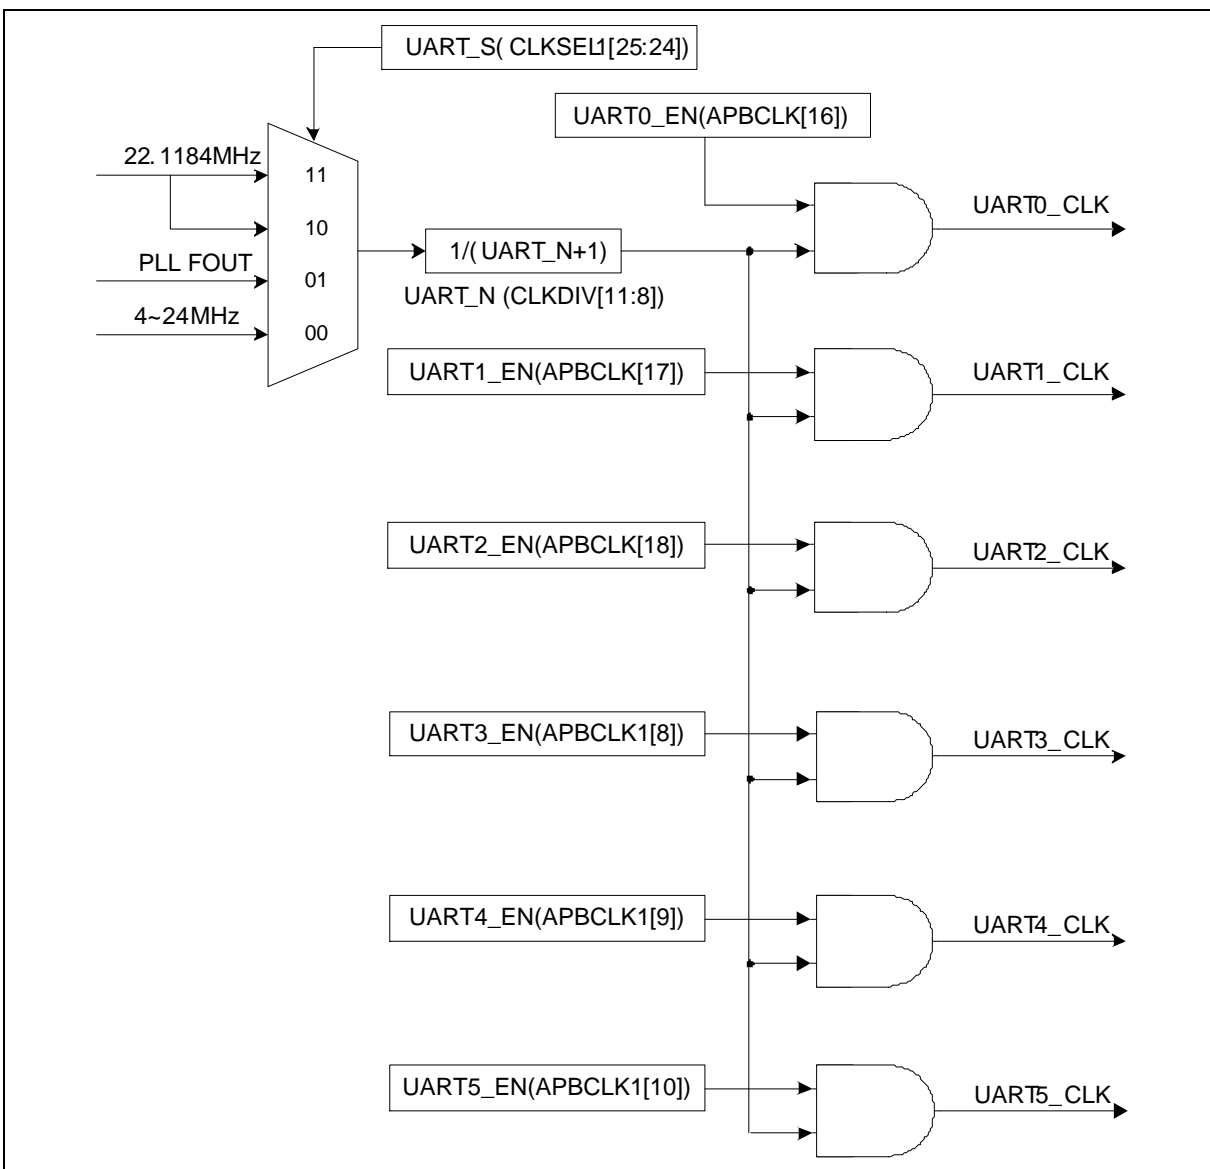 UART_S( CLKSEL1[25:24])
UART0_EN(APBCLK[16])
22.1184MHz
11
10
PLL FOUT
01
4~24MHz
00
1/(UART_N+1)
UART_N (CLKDIV[11:8])
UART0_CLK
UART1_EN(APBCLK[17])
UART1_CLK
UART2_EN(APBCLK[18])
UART2_CLK
UART3_EN(APBCLK1[8])
UART3_CLK
UART4_EN(APBCLK1[9])
UART4_CLK
UART5_EN(APBCLK1[10])
UART5_CLK